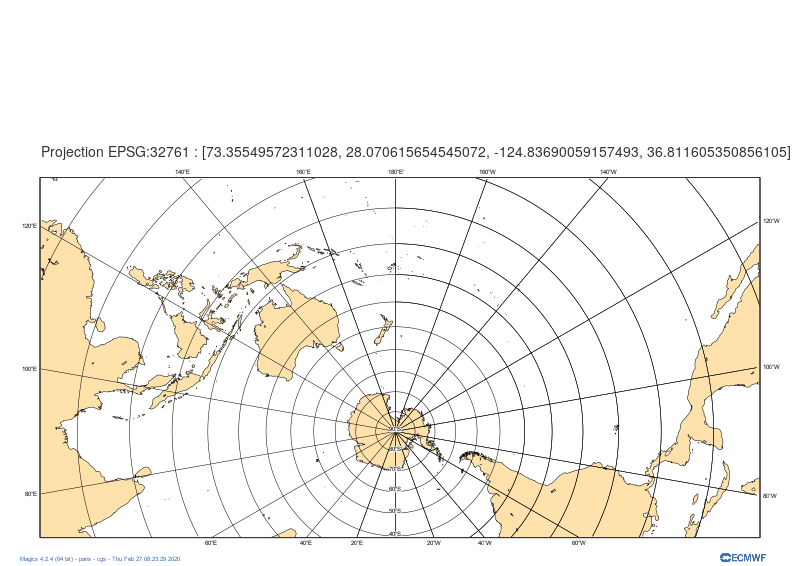 Projection EPSG:32761 : [73.35549572311028, 28.070615654545072, -124.83690059157493, 36.811605350856105]
140°E 160°E 180°E 160°W 140°W
120°E 120°W
100°E 100°W
80°E 80°W
90°S
80°S
70°S
60°S
50°S
40°S
60°E 40°E 20°E 20°W 40°W 60°W
Magics 4.2.4 (64 bit) - paris - cgs - Thu Feb 27 08:23:29 2020
ECMWF